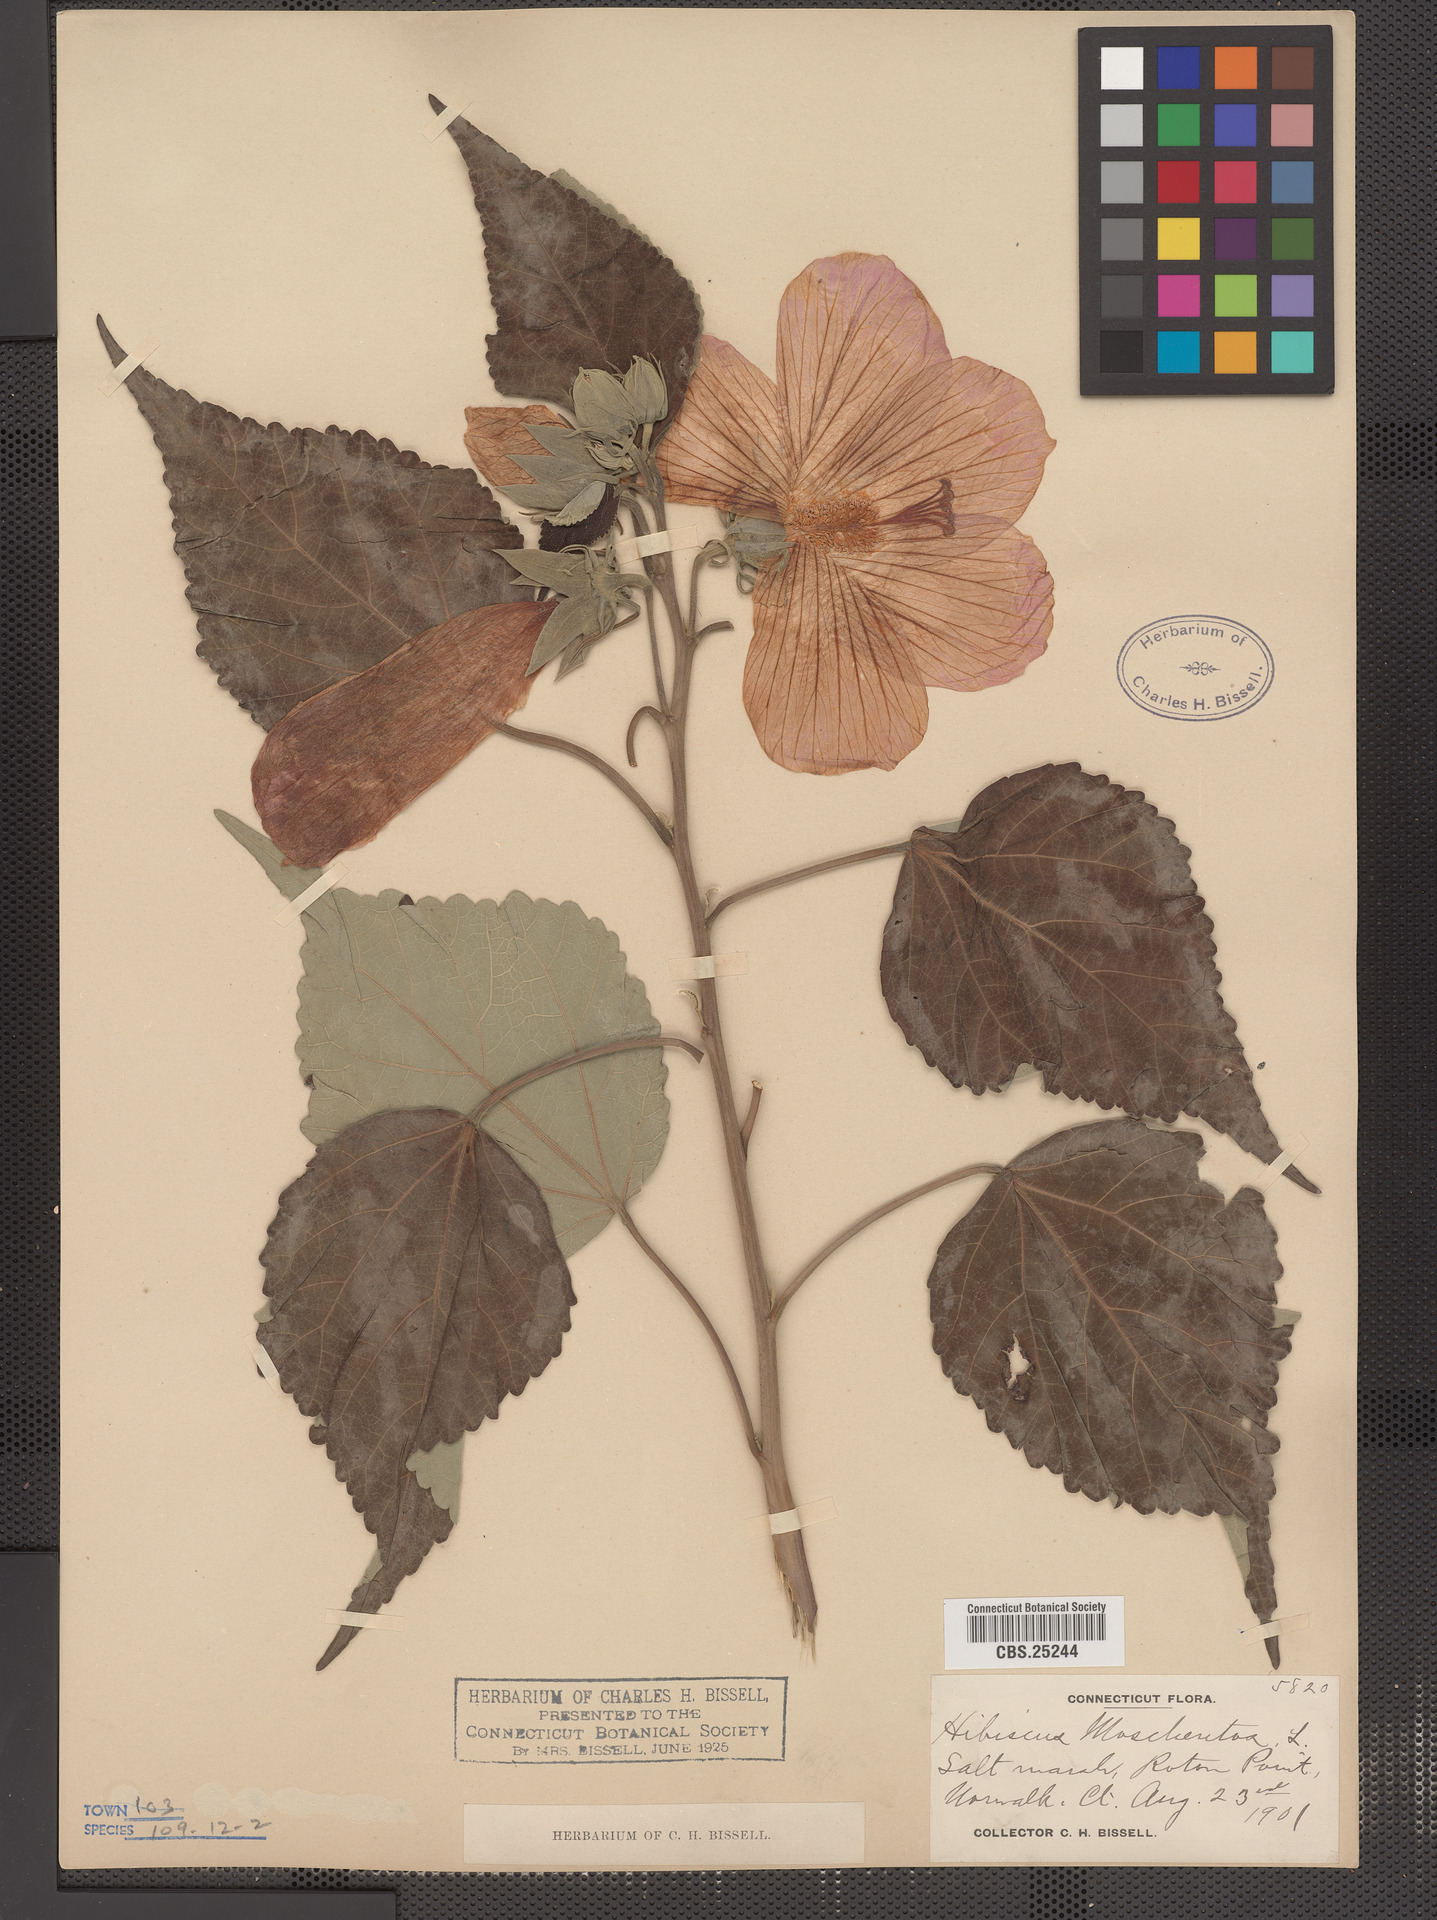 Herbarium of
Charles H. Bissell.
Connecticut Botanical Society
CBS.25244
HERBARIUM OF CHARLES H. BISSELL,
PRESENTED TO THE
CONNECTICUT BOTANICAL SOCIETY
BY MRS. BISSELL, JUNE 1925
5820
CONNECTICUT FLORA.
Hibiscus Moscheutos, L.
Salt marsh, Roton Point,
Norwalk. Ct. Aug. 23rd
1901
COLLECTOR C. H. BISSELL.
TOWN 103
SPECIES 109-12-2
HERBARIUM OF C. H. BISSELL.